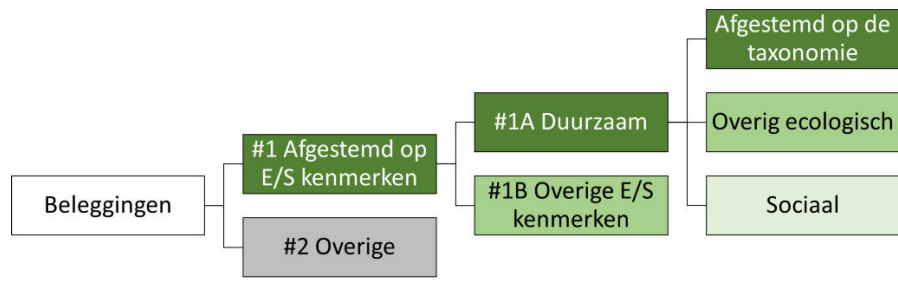 Beleggingen
#1 Afgestemd op
E/S kenmerken
#2 Overige
#1A Duurzaam
#1B Overige E/S
kenmerken
Afgestemd op de
taxonomie
Overig ecologisch
Sociaal